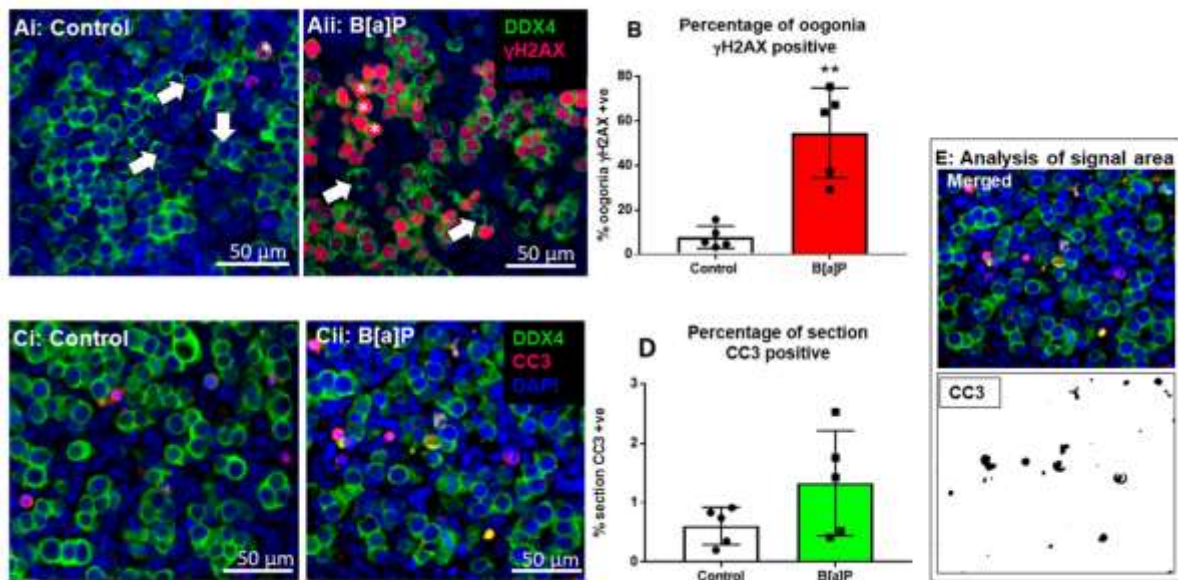 Ai: Control
Aii: B[a]P
DDX4
γH2AX
DAPI
50 µm
50 µm
B
Percentage of oogonia
γH2AX positive
% oogonia γH2AX +ve
80
60
40
20
0
**
Control
B[a]P
* 
*
*
Ci: Control
Cii: B[a]P
DDX4
CC3
DAPI
50 µm
50 µm
D
Percentage of section
CC3 positive
% section CC3 +ve
3
2
1
0
Control
B[a]P
E: Analysis of signal area
Merged
CC3